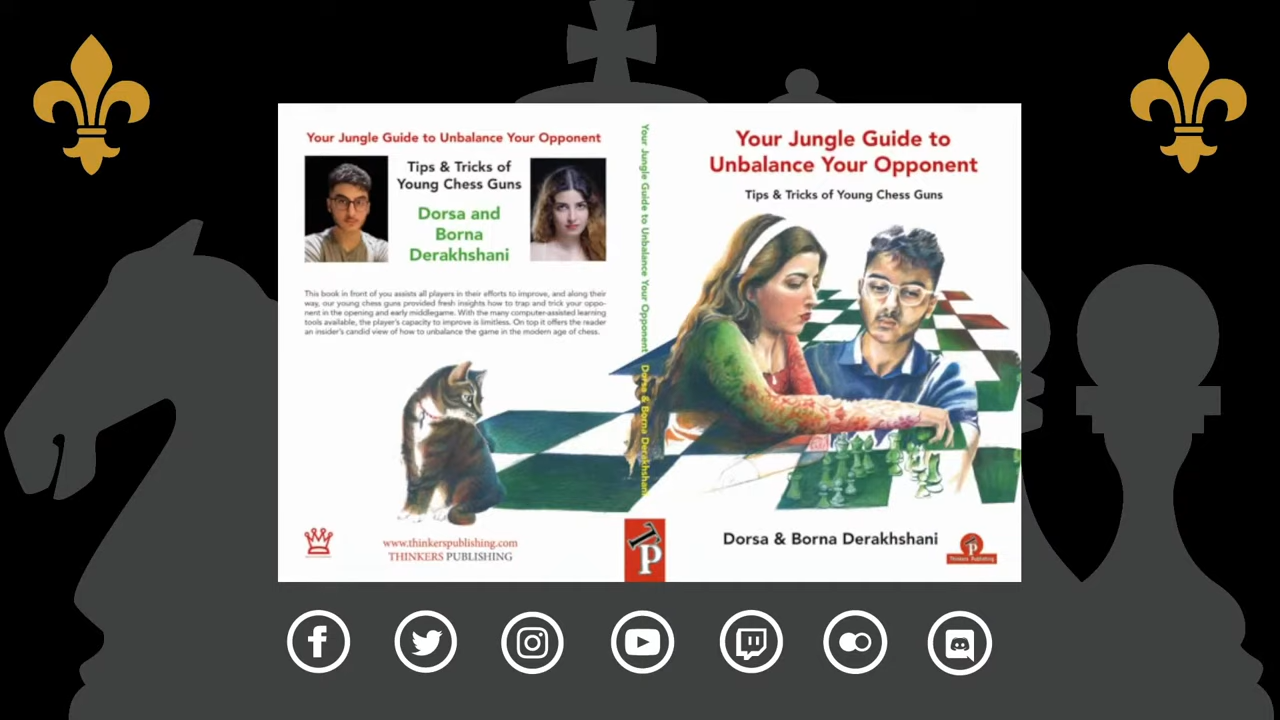 Your Jungle Guide to Unbalance Your Opponent
Tips & Tricks of
Young Chess Guns
Dorsa and
Borna
Derakhshani
This book in front of you assists all players in their efforts to improve, and along their
way, our young chess guns provided fresh insights how to trap and trick your oppo-
nent in the opening and early middlegame. With the many computer-assisted learning
tools available, the player's capacity to improve is limitless. On top it offers the reader
an insider's candid view of how to unbalance the game in the modern age of chess.
www.thinkerspublishing.com
THINKERS PUBLISHING
Your Jungle Guide to Unbalance Your Opponent Dorsa & Borna Derakhshani
TP
Your Jungle Guide to
Unbalance Your Opponent
Tips & Tricks of Young Chess Guns
Dorsa & Borna Derakhshani
TP
Thinkers Publishing